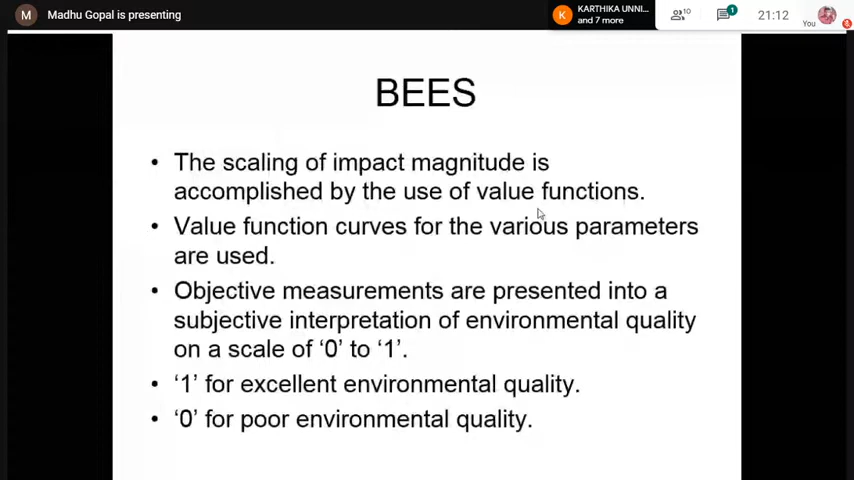 M Madhu Gopal is presenting
K KARTHIKA UNNI...
and 7 more
10
1
21:12
You
BEES
• The scaling of impact magnitude is
accomplished by the use of value functions.
• Value function curves for the various parameters
are used.
• Objective measurements are presented into a
subjective interpretation of environmental quality
on a scale of ‘0’ to ‘1’.
• ‘1’ for excellent environmental quality.
• ‘0’ for poor environmental quality.